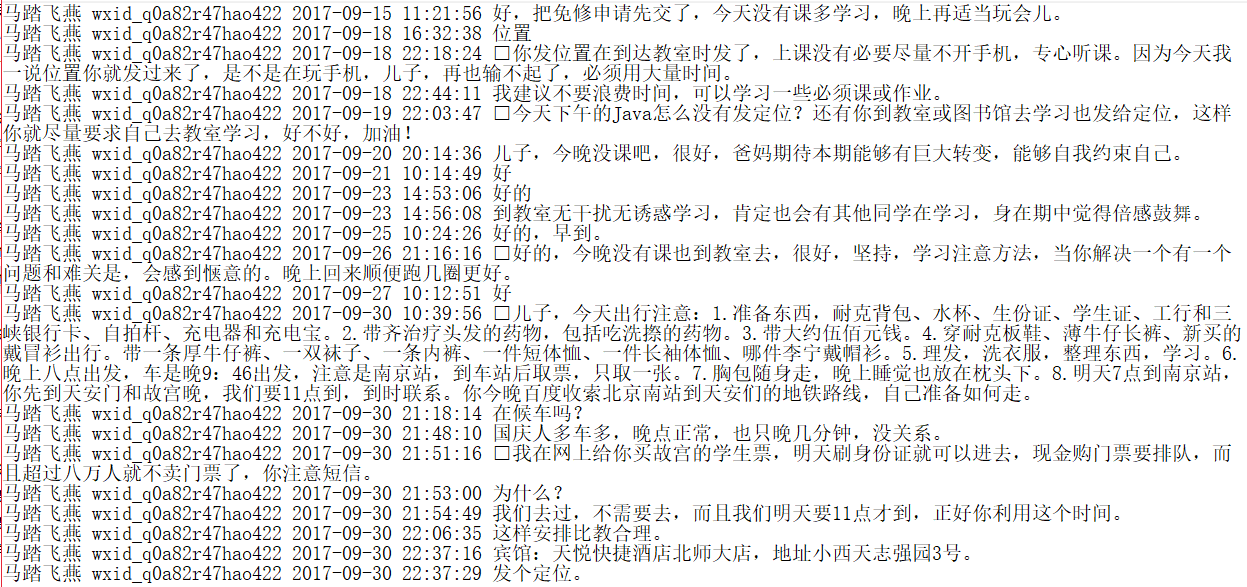 马踏飞燕 wxid_q0a82r47hao422 2017-09-15 11:21:56 好，把免修申请先交了，今天没有课多学习，晚上再适当玩会儿。
马踏飞燕 wxid_q0a82r47hao422 2017-09-18 16:32:38 位置
马踏飞燕 wxid_q0a82r47hao422 2017-09-18 22:18:24 □你发位置在到达教室时发了，上课没有必要尽量不开手机，专心听课。因为今天我
一说位置你就发过来了，是不是在玩手机，儿子，再也输不起了，必须用大量时间。
马踏飞燕 wxid_q0a82r47hao422 2017-09-18 22:44:11 我建议不要浪费时间，可以学习一些必须课或作业。
马踏飞燕 wxid_q0a82r47hao422 2017-09-19 22:03:47 □今天下午的Java怎么没有发定位？还有你到教室或图书馆去学习也发给定位，这样
你就尽量要求自己去教室学习，好不好，加油！
马踏飞燕 wxid_q0a82r47hao422 2017-09-20 20:14:36 儿子，今晚没课吧，很好，爸妈期待本期能够有巨大转变，能够自我约束自己。
马踏飞燕 wxid_q0a82r47hao422 2017-09-21 10:14:49 好
马踏飞燕 wxid_q0a82r47hao422 2017-09-23 14:53:06 好的
马踏飞燕 wxid_q0a82r47hao422 2017-09-23 14:56:08 到教室无干扰无诱惑学习，肯定也会有其他同学在学习，身在期中觉得倍感鼓舞。
马踏飞燕 wxid_q0a82r47hao422 2017-09-25 10:24:26 好的，早到。
马踏飞燕 wxid_q0a82r47hao422 2017-09-26 21:16:16 □好的，今晚没有课也到教室去，很好，坚持，学习注意方法，当你解决一个有一个
问题和难关是，会感到惬意的。晚上回来顺便跑几圈更好。
马踏飞燕 wxid_q0a82r47hao422 2017-09-27 10:12:51 好
马踏飞燕 wxid_q0a82r47hao422 2017-09-30 10:39:56 □儿子，今天出行注意：1.准备东西，耐克背包、水杯、生份证、学生证、工行和三
峡银行卡、自拍杆、充电器和充电宝。2.带齐治疗头发的药物，包括吃洗擦的药物。3.带大约伍佰元钱。4.穿耐克板鞋、薄牛仔长裤、新买的
戴冒衫出行。带一条厚牛仔裤、一双袜子、一条内裤、一件短体恤、一件长袖体恤、哪件李宁戴帽衫。5.理发，洗衣服，整理东西，学习。6.
晚上八点出发，车是晚9：46出发，注意是南京站，到车站后取票，只取一张。7.胸包随身走，晚上睡觉也放在枕头下。8.明天7点到南京站，
你先到天安门和故宫晚，我们要11点到，到时联系。你今晚百度收索北京南站到天安们的地铁路线，自己准备如何走。
马踏飞燕 wxid_q0a82r47hao422 2017-09-30 21:18:14 在候车吗？
马踏飞燕 wxid_q0a82r47hao422 2017-09-30 21:48:10 国庆人多车多，晚点正常，也只晚几分钟，没关系。
马踏飞燕 wxid_q0a82r47hao422 2017-09-30 21:51:16 □我在网上给你买故宫的学生票，明天刷身份证就可以进去，现金购门票要排队，而
且超过八万人就不卖门票了，你注意短信。
马踏飞燕 wxid_q0a82r47hao422 2017-09-30 21:53:00 为什么？
马踏飞燕 wxid_q0a82r47hao422 2017-09-30 21:54:49 我们去过，不需要去，而且我们明天要11点才到，正好你利用这个时间。
马踏飞燕 wxid_q0a82r47hao422 2017-09-30 22:06:35 这样安排比教合理。
马踏飞燕 wxid_q0a82r47hao422 2017-09-30 22:37:16 宾馆：天悦快捷酒店北师大店，地址小西天志强园3号。
马踏飞燕 wxid_q0a82r47hao422 2017-09-30 22:37:29 发个定位。